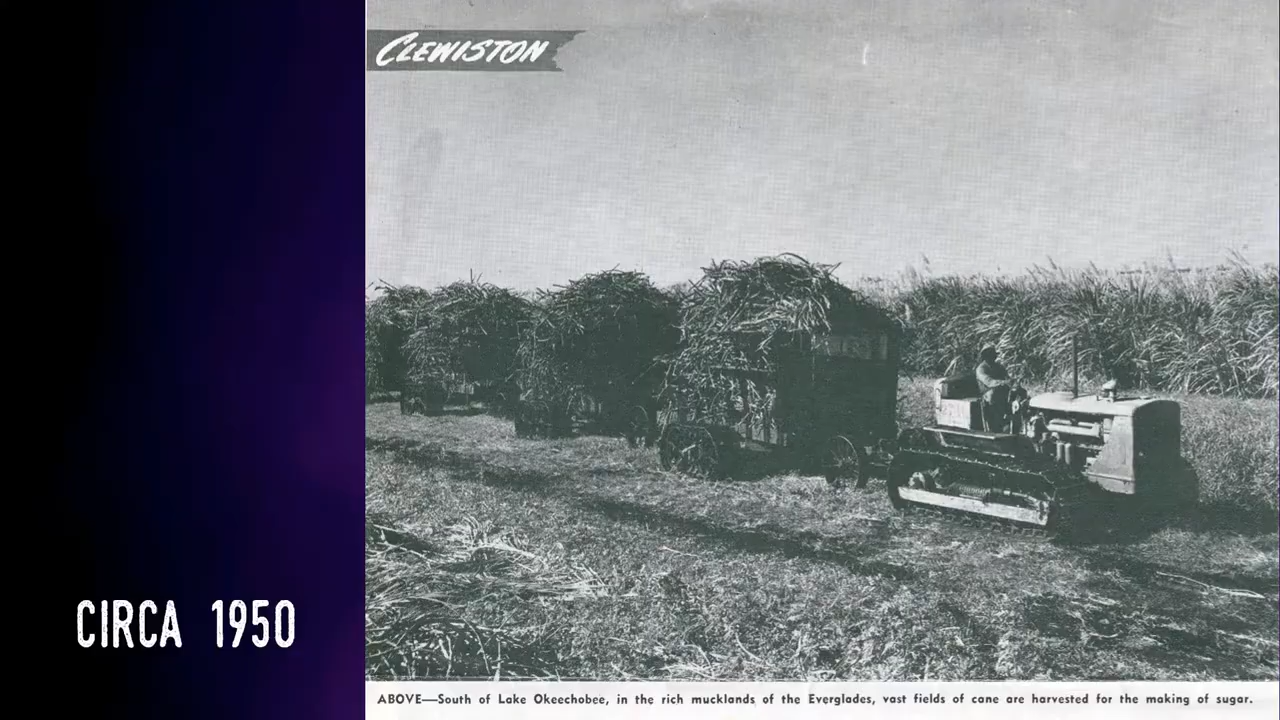 CLEWISTON
CIRCA 1950
ABOVE—South of Lake Okeechobee, in the rich mucklands of the Everglades, vast fields of cane are harvested for the making of sugar.